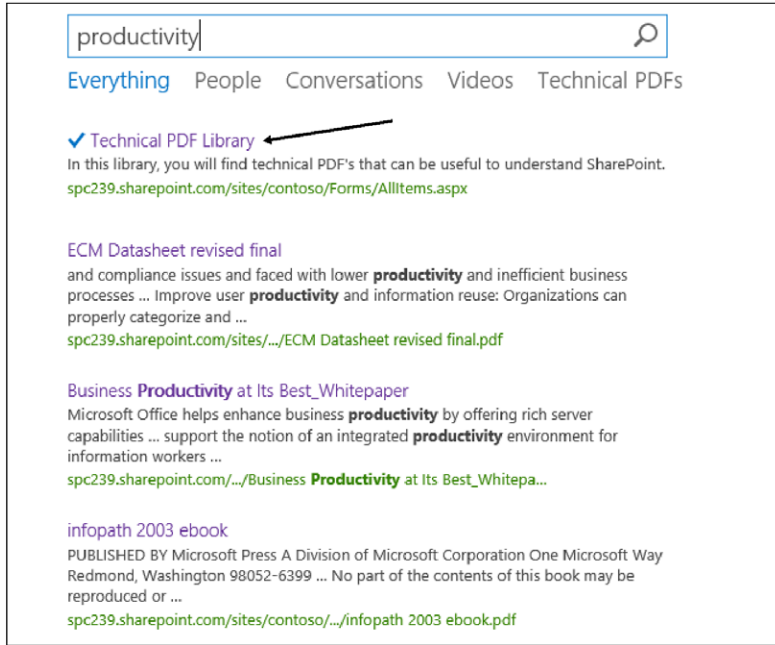 productivity
Everything People Conversations Videos Technical PDFs
Technical PDF Library
In this library, you will find technical PDF's that can be useful to understand SharePoint.
spc239.sharepoint.com/sites/contoso/Forms/AllItems.aspx
ECM Datasheet revised final
and compliance issues and faced with lower productivity and inefficient business
processes ... Improve user productivity and information reuse: Organizations can
properly categorize and ...
spc239.sharepoint.com/sites/.../ECM Datasheet revised final.pdf
Business Productivity at Its Best_Whitepaper
Microsoft Office helps enhance business productivity by offering rich server
capabilities ... support the notion of an integrated productivity environment for
information workers ...
spc239.sharepoint.com/.../Business Productivity at Its Best_Whitepa...
infopath 2003 ebook
PUBLISHED BY Microsoft Press A Division of Microsoft Corporation One Microsoft Way
Redmond, Washington 98052-6399 ... No part of the contents of this book may be
reproduced or ...
spc239.sharepoint.com/sites/contoso/.../infopath 2003 ebook.pdf